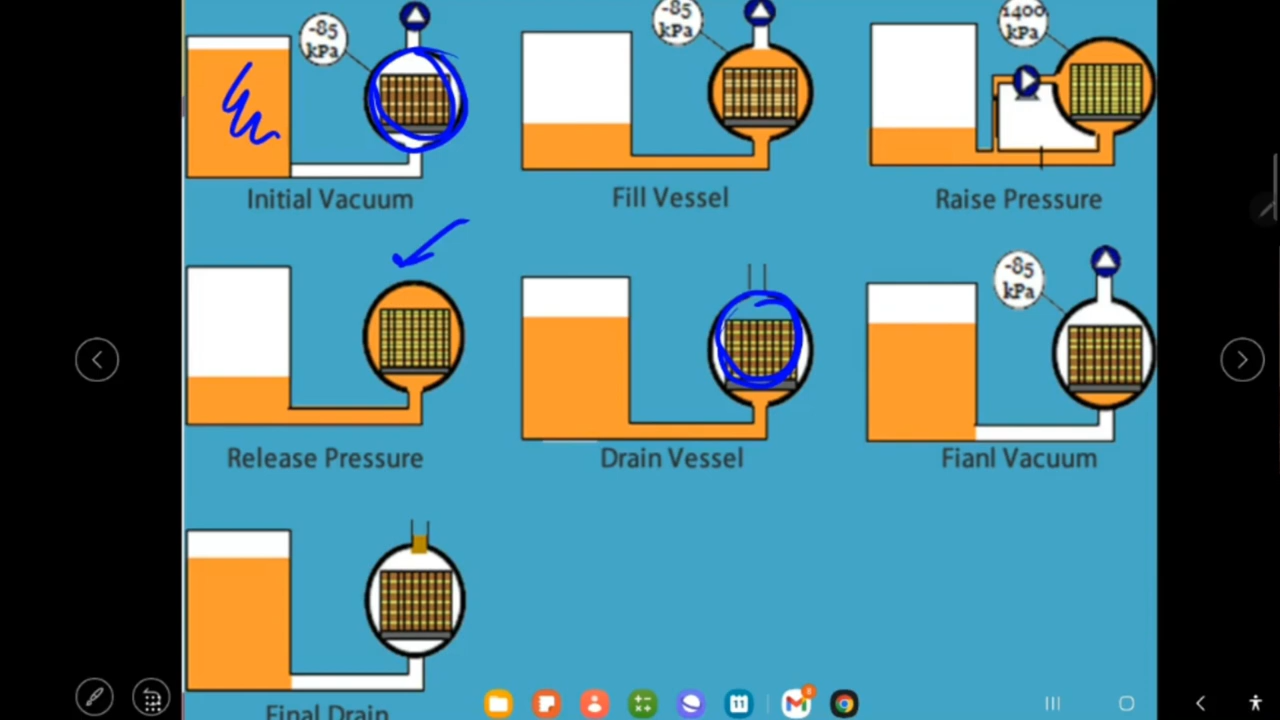 -85
kPa
Initial Vacuum
-85
kPa
Fill Vessel
1400
kPa
Raise Pressure
Release Pressure
Drain Vessel
-85
kPa
Fianl Vacuum
Final Drain
11